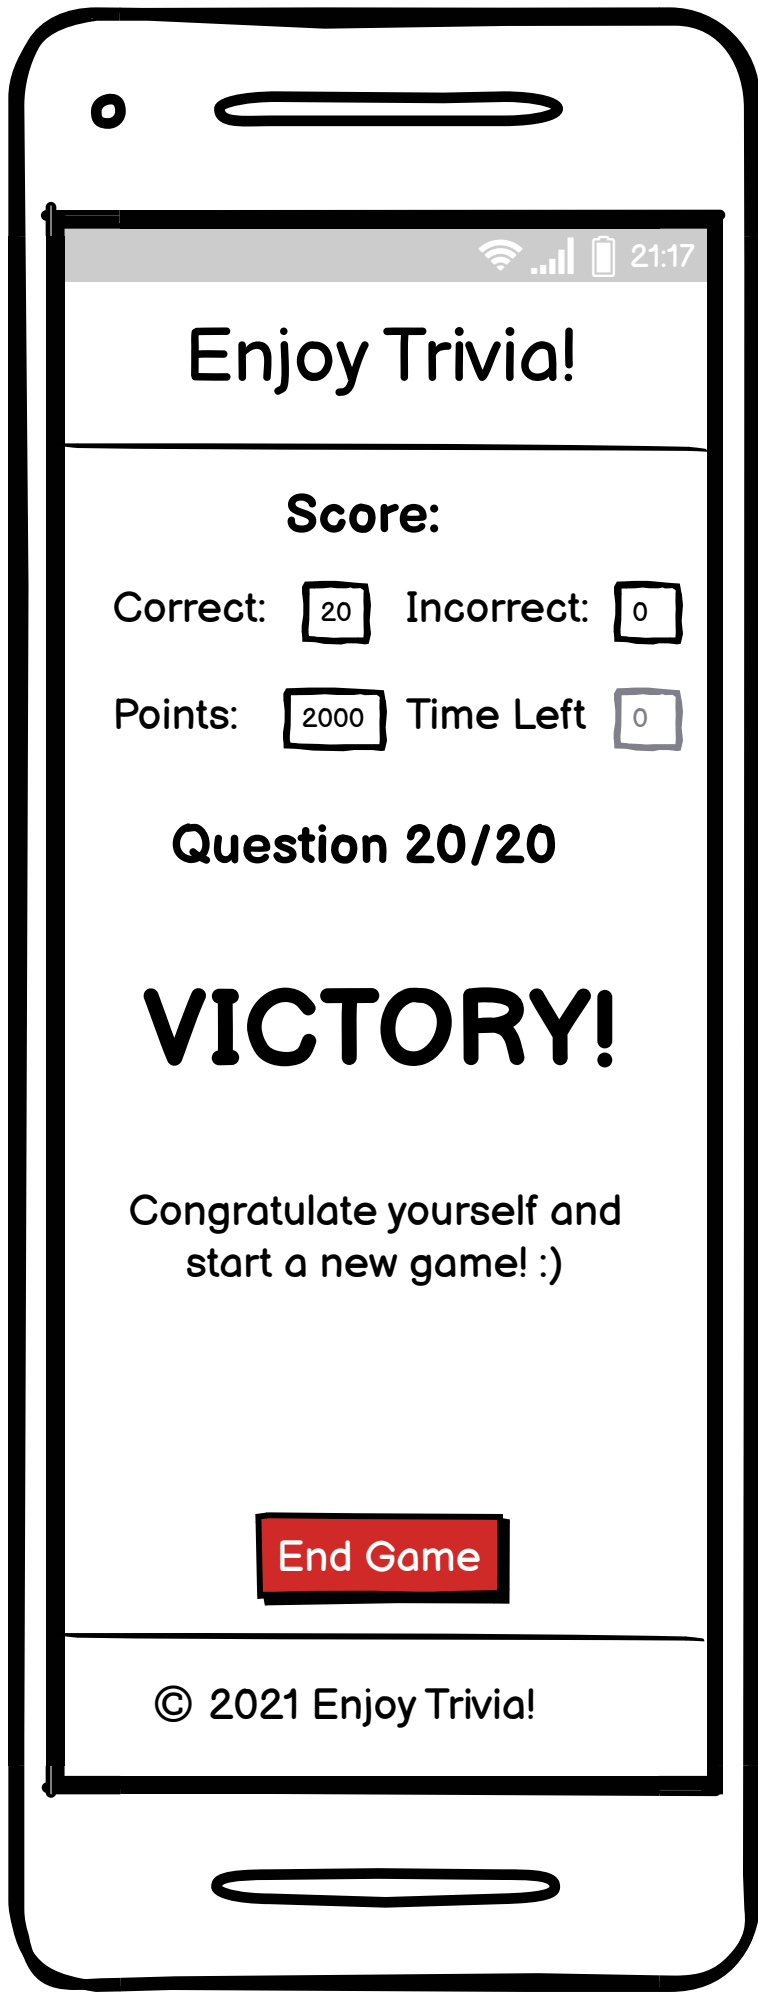 21:17
Enjoy Trivia!
Score:
Correct: 20 Incorrect: 0
Points: 2000 Time Left 0
Question 20/20
VICTORY!
Congratulate yourself and
start a new game! :)
End Game
© 2021 Enjoy Trivia!